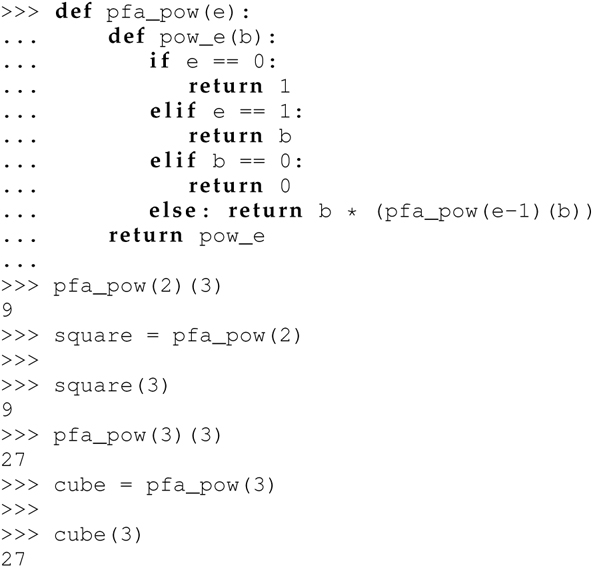 >>> def pfa_pow(e):
...     def pow_e(b):
...        if e == 0:
...           return 1
...        elif e == 1:
...           return b
...        elif b == 0:
...           return 0
...        else: return b * (pfa_pow(e-1)(b))
...     return pow_e
...
>>> pfa_pow(2)(3)
9
>>> square = pfa_pow(2)
>>>
>>> square(3)
9
>>> pfa_pow(3)(3)
27
>>> cube = pfa_pow(3)
>>>
>>> cube(3)
27